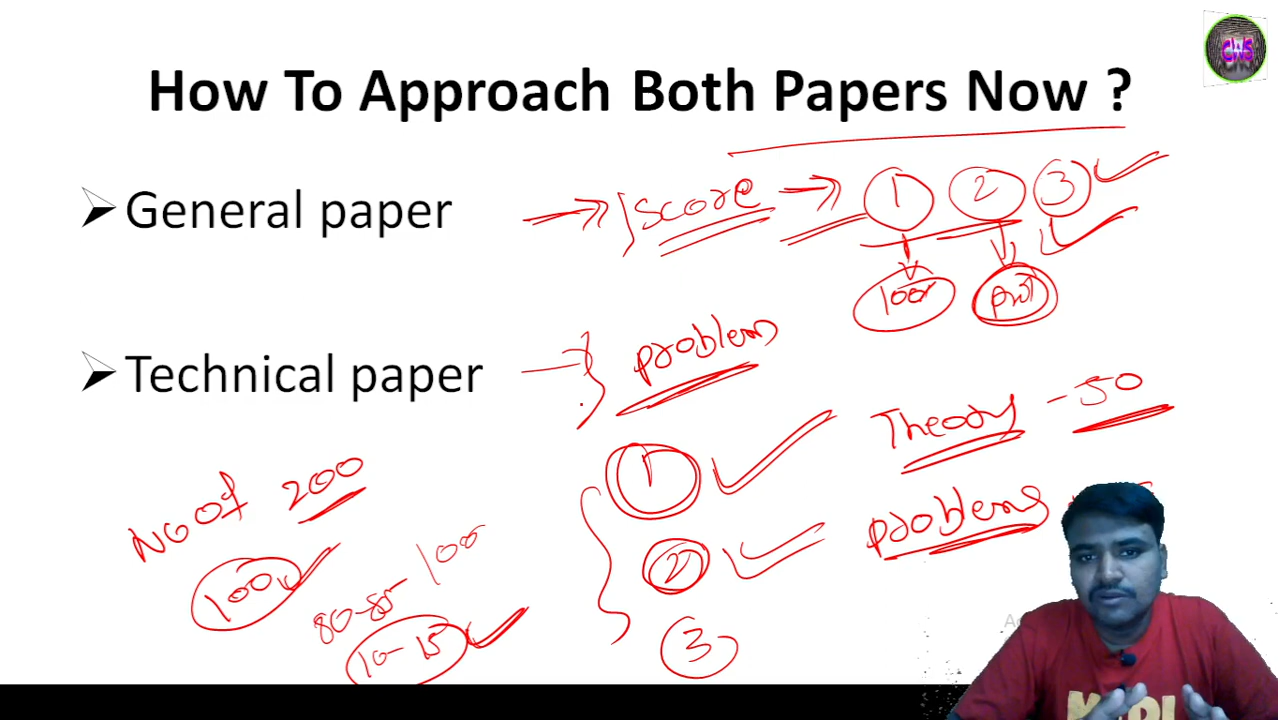 How To Approach Both Papers Now ?
➢ General paper
score
1 2 3
100%
➢ Technical paper
problems
Theory - 50
1
problems
No of 200
2
100
100
80-85
10-15
3